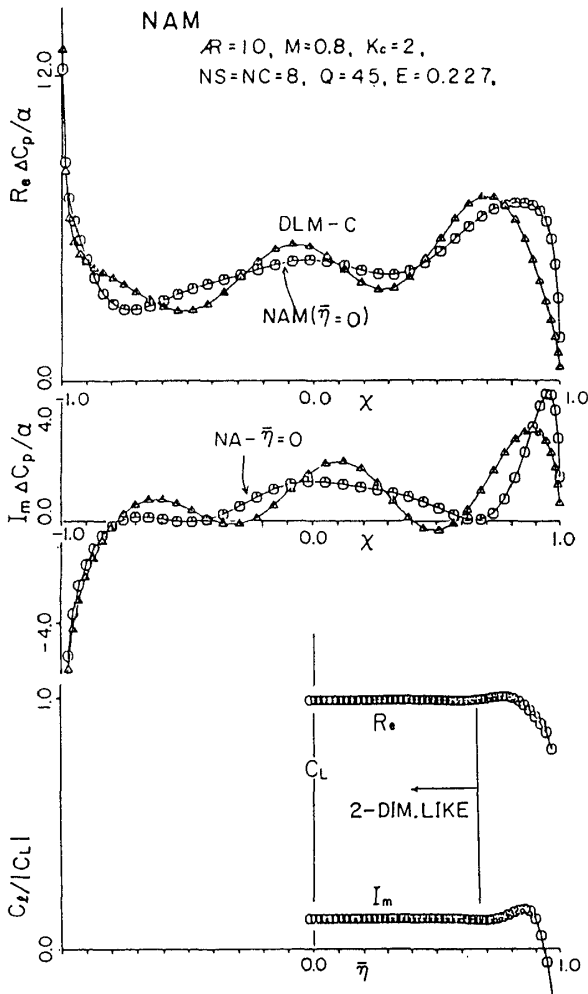 NAM
AR=10, M=0.8, Kc=2,
NS=NC=8, Q=45, E=0.227,
Re ΔCp/α
12.0
0.0
DLM-C
NAM(η̄=0)
-1.0 0.0 χ 1.0
Im ΔCp/α
4.0
0.0
-4.0
NA-η̄=0
-1.0 0.0 χ 1.0
Cℓ/|CL|
1.0
0.0
Re
CL
2-DIM.LIKE
Im
0.0 η̄ 1.0